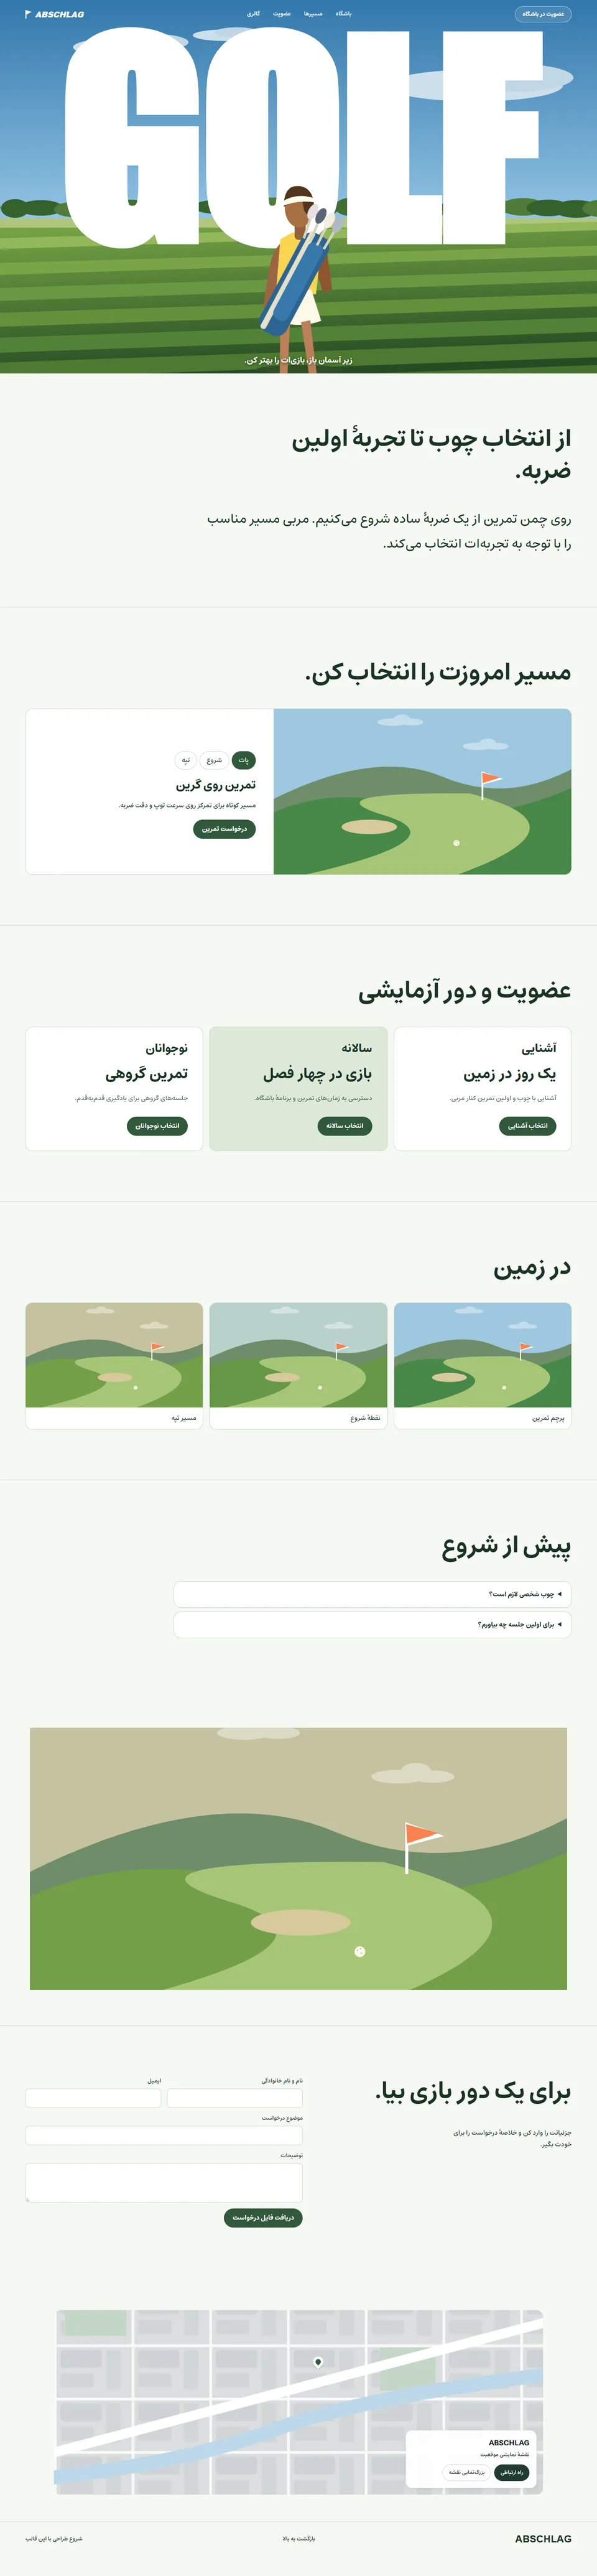 عضویت در باشگاه
باشگاه
مسیرها
عضویت
گالری
ABSCHLAG
GOLF
زیر آسمان باز، بازی‌ات را بهتر کن.
از انتخاب چوب تا تجربهٔ اولین
ضربه.
روی چمن تمرین از یک ضربهٔ ساده شروع می‌کنیم. مربی مسیر مناسب
را با توجه به تجربه‌ات انتخاب می‌کند.
مسیر امروزت را انتخاب کن.
پات
شروع
تپه
تمرین روی گرین
مسیر کوتاه برای تمرکز روی سرعت توپ و دقت ضربه.
درخواست تمرین
عضویت و دور آزمایشی
آشنایی
یک روز در زمین
آشنایی با چوب و اولین تمرین کنار مربی.
انتخاب آشنایی
سالانه
بازی در چهار فصل
دسترسی به زمان‌های تمرین و برنامهٔ باشگاه.
انتخاب سالانه
نوجوانان
تمرین گروهی
جلسه‌های گروهی برای یادگیری قدم‌به‌قدم.
انتخاب نوجوانان
در زمین
پرچم تمرین
نقطهٔ شروع
مسیر تپه
پیش از شروع
چوب شخصی لازم است؟
برای اولین جلسه چه بیاورم؟
برای یک دور بازی بیا.
جزئیاتت را وارد کن و خلاصهٔ درخواست را برای
خودت بگیر.
نام و نام خانوادگی
ایمیل
موضوع درخواست
توضیحات
دریافت فایل درخواست
ABSCHLAG
نقشهٔ نمایشی موقعیت
راه ارتباطی
بزرگ‌نمایی نقشه
ABSCHLAG
بازگشت به بالا
شروع طراحی با این قالب